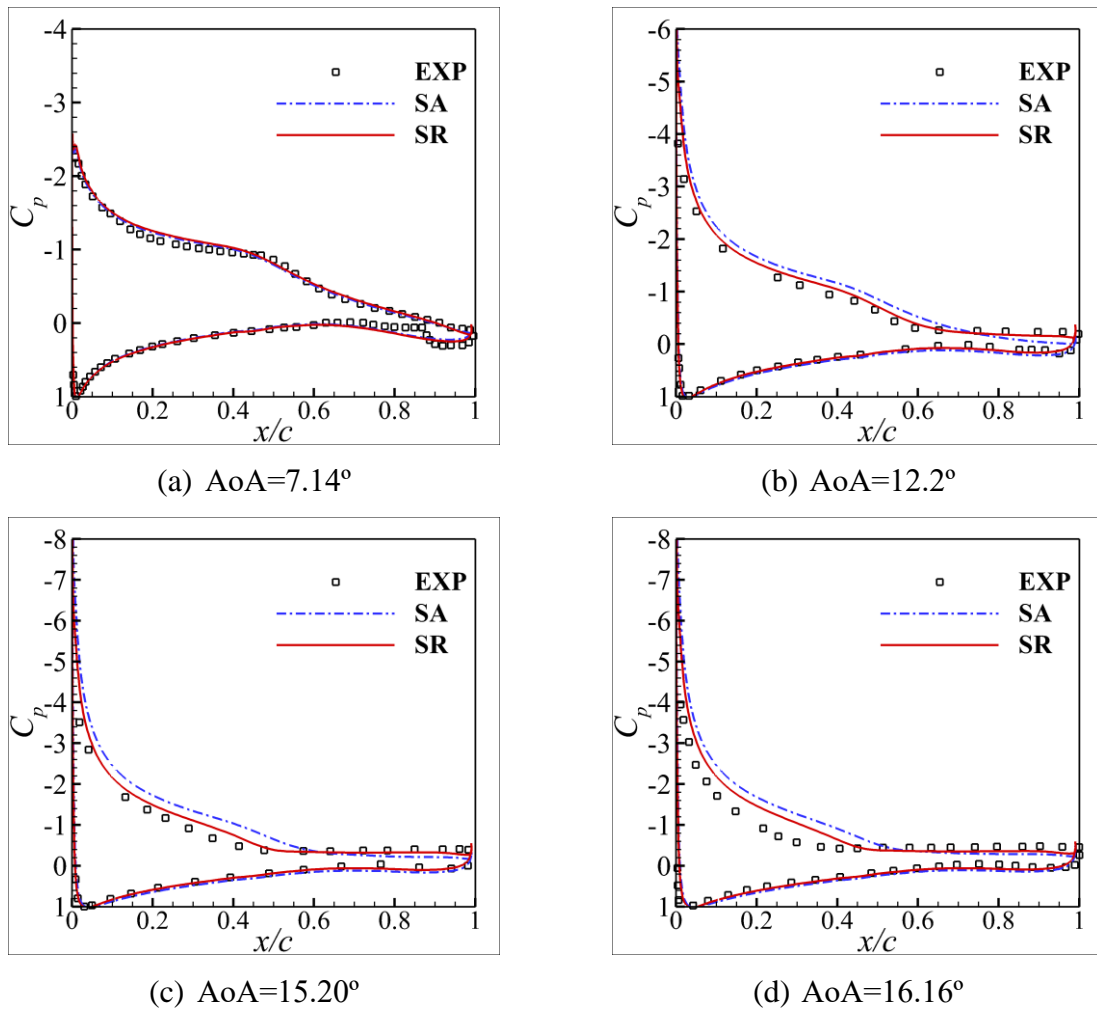 -4
-3
-2
-1
0
1
C_p
0
0.2
0.4
0.6
0.8
1
x/c
EXP
SA
SR
(a) AoA=7.14º
-6
-5
-4
-3
-2
-1
0
1
C_p
0
0.2
0.4
0.6
0.8
1
x/c
EXP
SA
SR
(b) AoA=12.2º
-8
-7
-6
-5
-4
-3
-2
-1
0
1
C_p
0
0.2
0.4
0.6
0.8
1
x/c
EXP
SA
SR
(c) AoA=15.20º
-8
-7
-6
-5
-4
-3
-2
-1
0
1
C_p
0
0.2
0.4
0.6
0.8
1
x/c
EXP
SA
SR
(d) AoA=16.16º